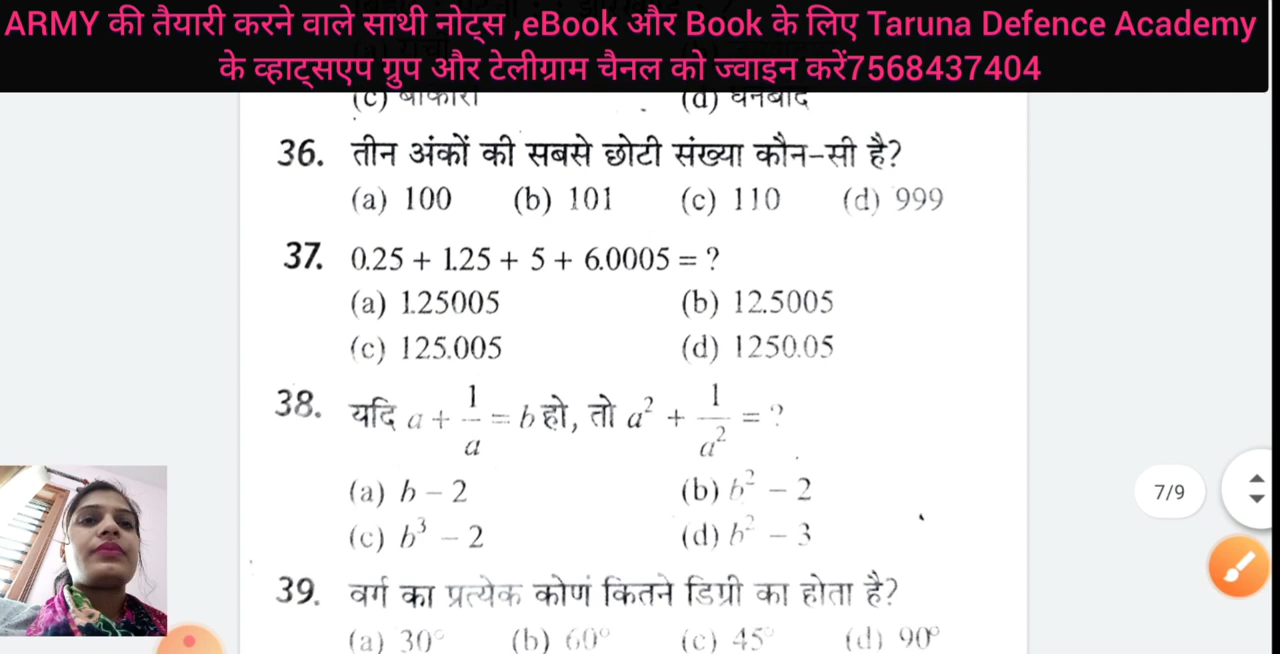 ARMY की तैयारी करने वाले साथी नोट्स ,eBook और Book के लिए Taruna Defence Academy
के व्हाट्सएप ग्रुप और टेलीग्राम चैनल को ज्वाइन करें7568437404
(c) बोकारो (d) धनबाद
36. तीन अंकों की सबसे छोटी संख्या कौन-सी है?
(a) 100 (b) 101 (c) 110 (d) 999
37. 0.25 + 1.25 + 5 + 6.0005 = ?
(a) 1.25005 (b) 12.5005
(c) 125.005 (d) 1250.05
38. यदि a + 1/a = b हो, तो a² + 1/a² = ?
(a) b – 2 (b) b² – 2
(c) b³ – 2 (d) b² – 3
7/9
39. वर्ग का प्रत्येक कोण कितने डिग्री का होता है?
(a) 30° (b) 60° (c) 45° (d) 90°